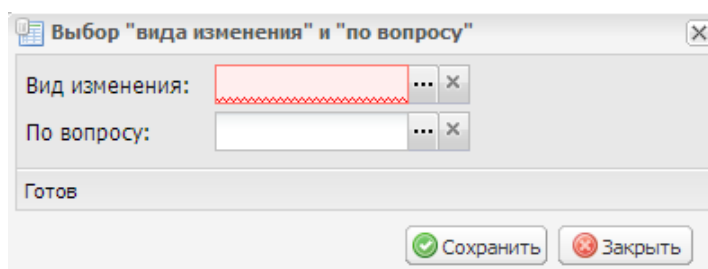 Выбор "вида изменения" и "по вопросу"
Вид изменения:
По вопросу:
Готов
Сохранить Закрыть